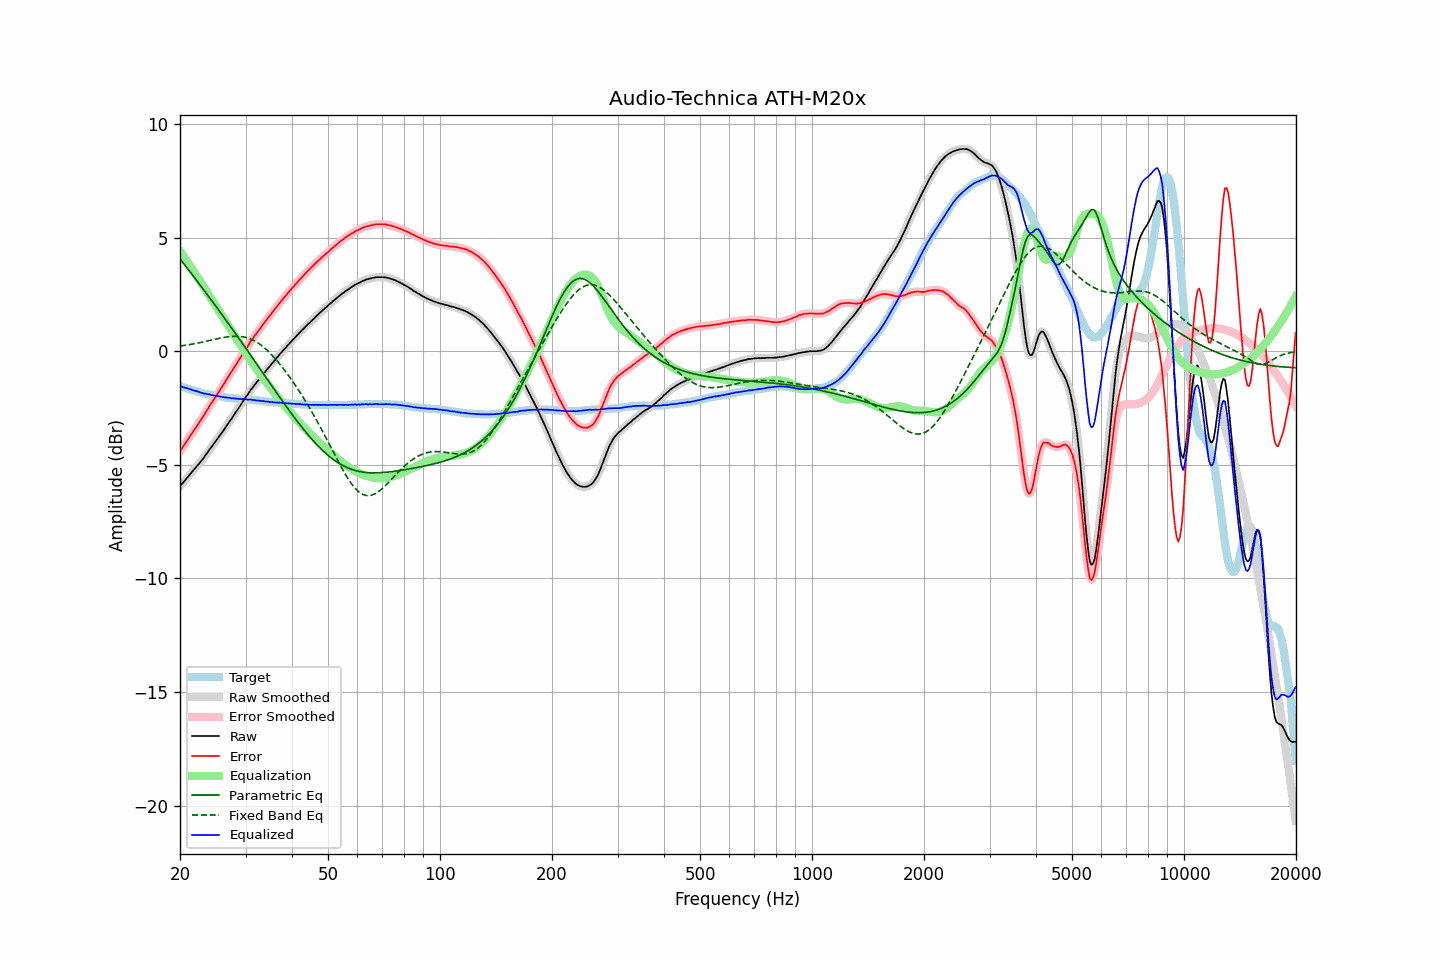 Audio-Technica ATH-M20x
10
5
0
−5
−10
−15
−20
Amplitude (dBr)
Target
Raw Smoothed
Error Smoothed
Raw
Error
Equalization
Parametric Eq
Fixed Band Eq
Equalized
20 50 100 200 500 1000 2000 5000 10000 20000
Frequency (Hz)